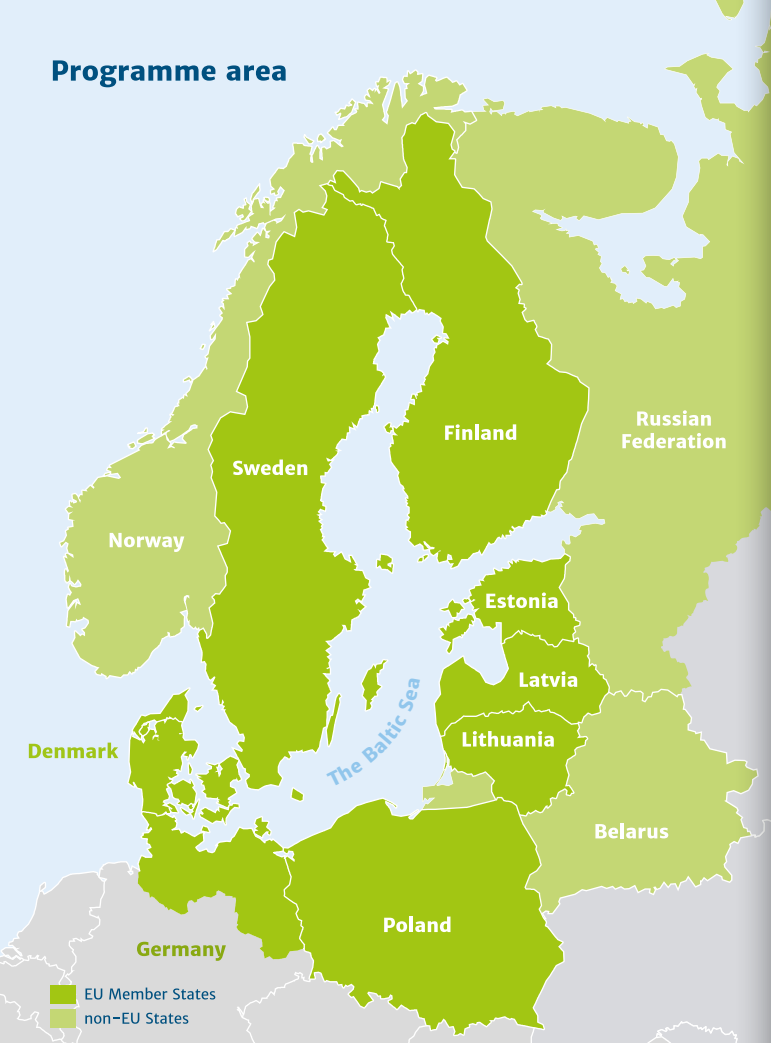 Programme area
Finland
Russian
Federation
Sweden
Norway
Estonia
Latvia
The Baltic Sea
Lithuania
Denmark
Belarus
Poland
Germany
EU Member States
non-EU States